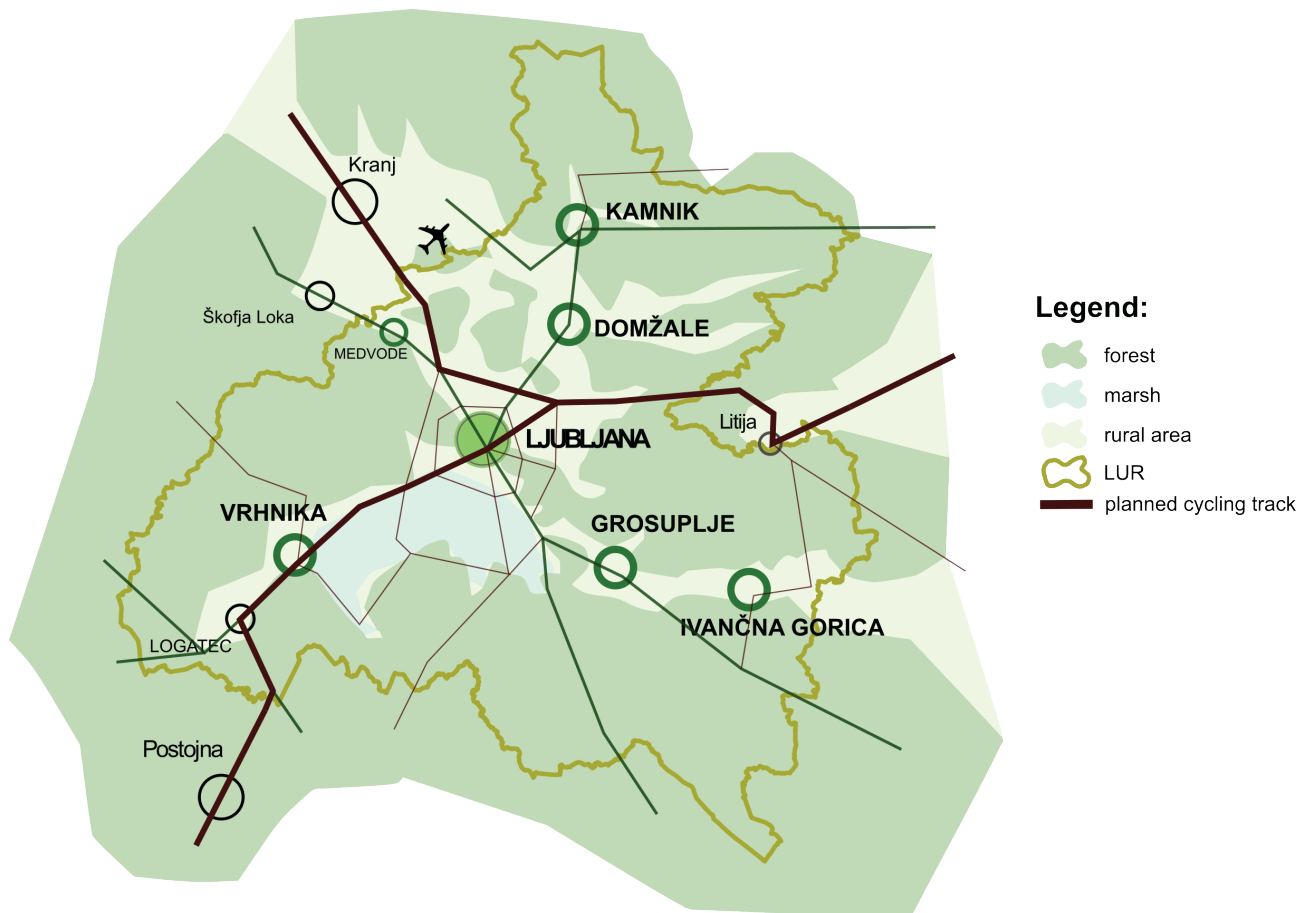 Kranj
KAMNIK
Škofja Loka
DOMŽALE
MEDVODE
Litija
LJUBLJANA
VRHNIKA
GROSUPLJE
IVANČNA GORICA
LOGATEC
Postojna
Legend:
forest
marsh
rural area
LUR
planned cycling track